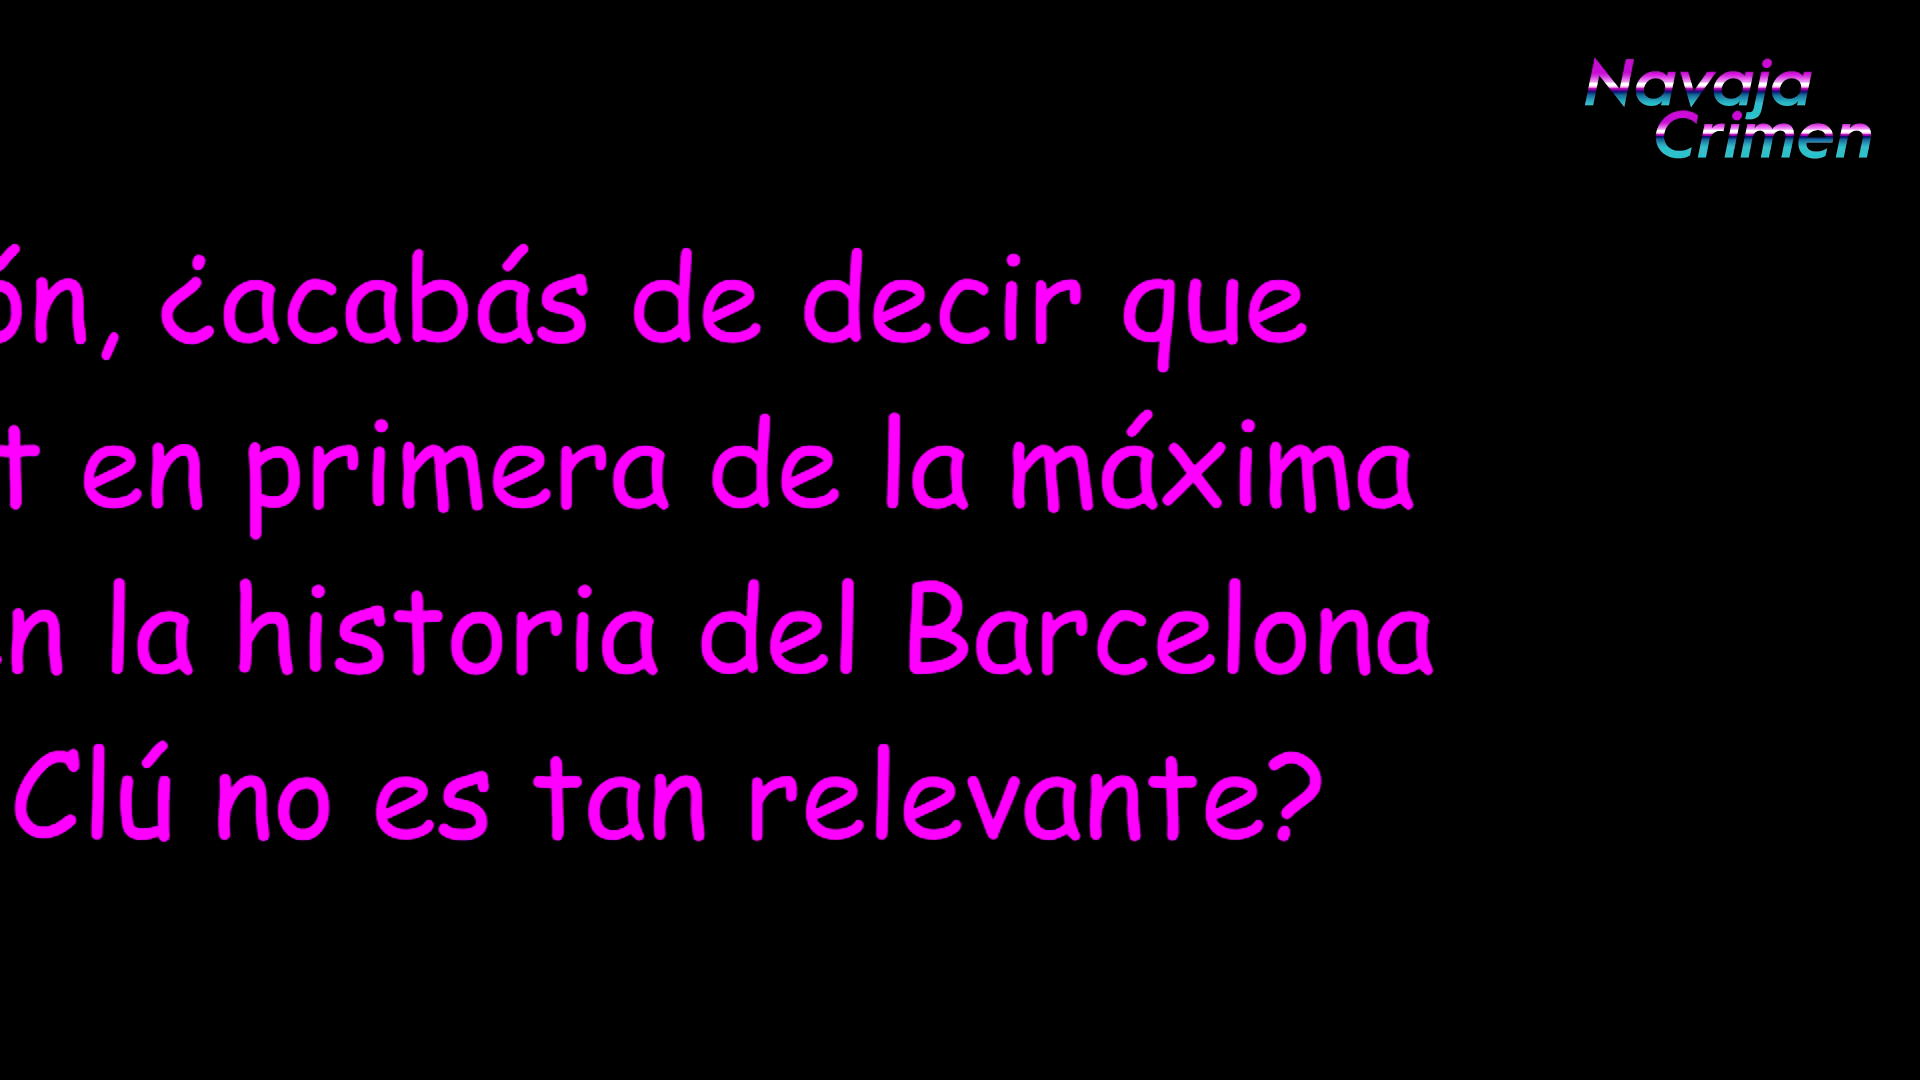 Navaja
Crimen
ón, ¿acabás de decir que
t en primera de la máxima
n la historia del Barcelona
Clú no es tan relevante?